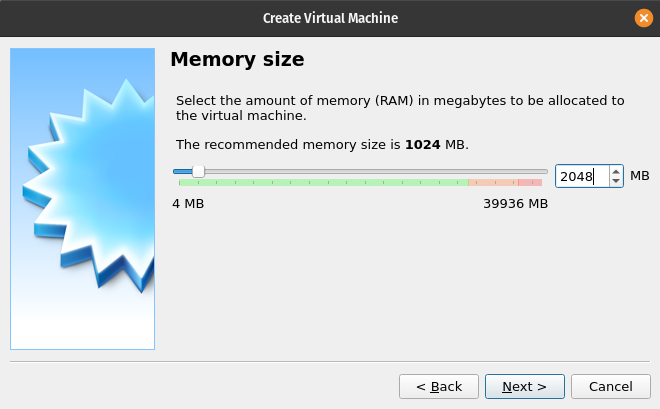 Create Virtual Machine
Memory size
Select the amount of memory (RAM) in megabytes to be allocated to
the virtual machine.
The recommended memory size is 1024 MB.
2048 MB
4 MB 39936 MB
< Back Next > Cancel